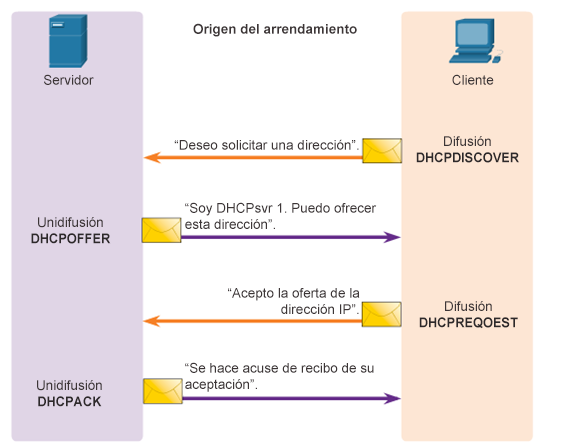 Origen del arrendamiento
Servidor
Cliente
“Deseo solicitar una dirección”.
Difusión
DHCPDISCOVER
“Soy DHCPsvr 1. Puedo ofrecer
esta dirección”.
Unidifusión
DHCPOFFER
“Acepto la oferta de la
dirección IP”.
Difusión
DHCPREQOEST
“Se hace acuse de recibo de su
aceptación”.
Unidifusión
DHCPACK